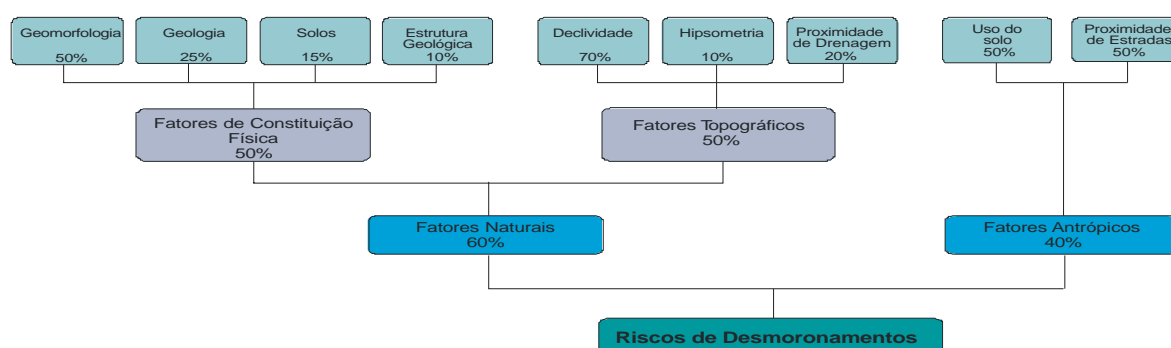 Geomorfologia
50%
Geologia
25%
Solos
15%
Estrutura
Geológica
10%
Declividade
70%
Hipsometria
10%
Proximidade
de Drenagem
20%
Uso do
solo
50%
Proximidade
de Estradas
50%
Fatores de Constituição
Física
50%
Fatores Topográficos
50%
Fatores Naturais
60%
Fatores Antrópicos
40%
Riscos de Desmoronamentos